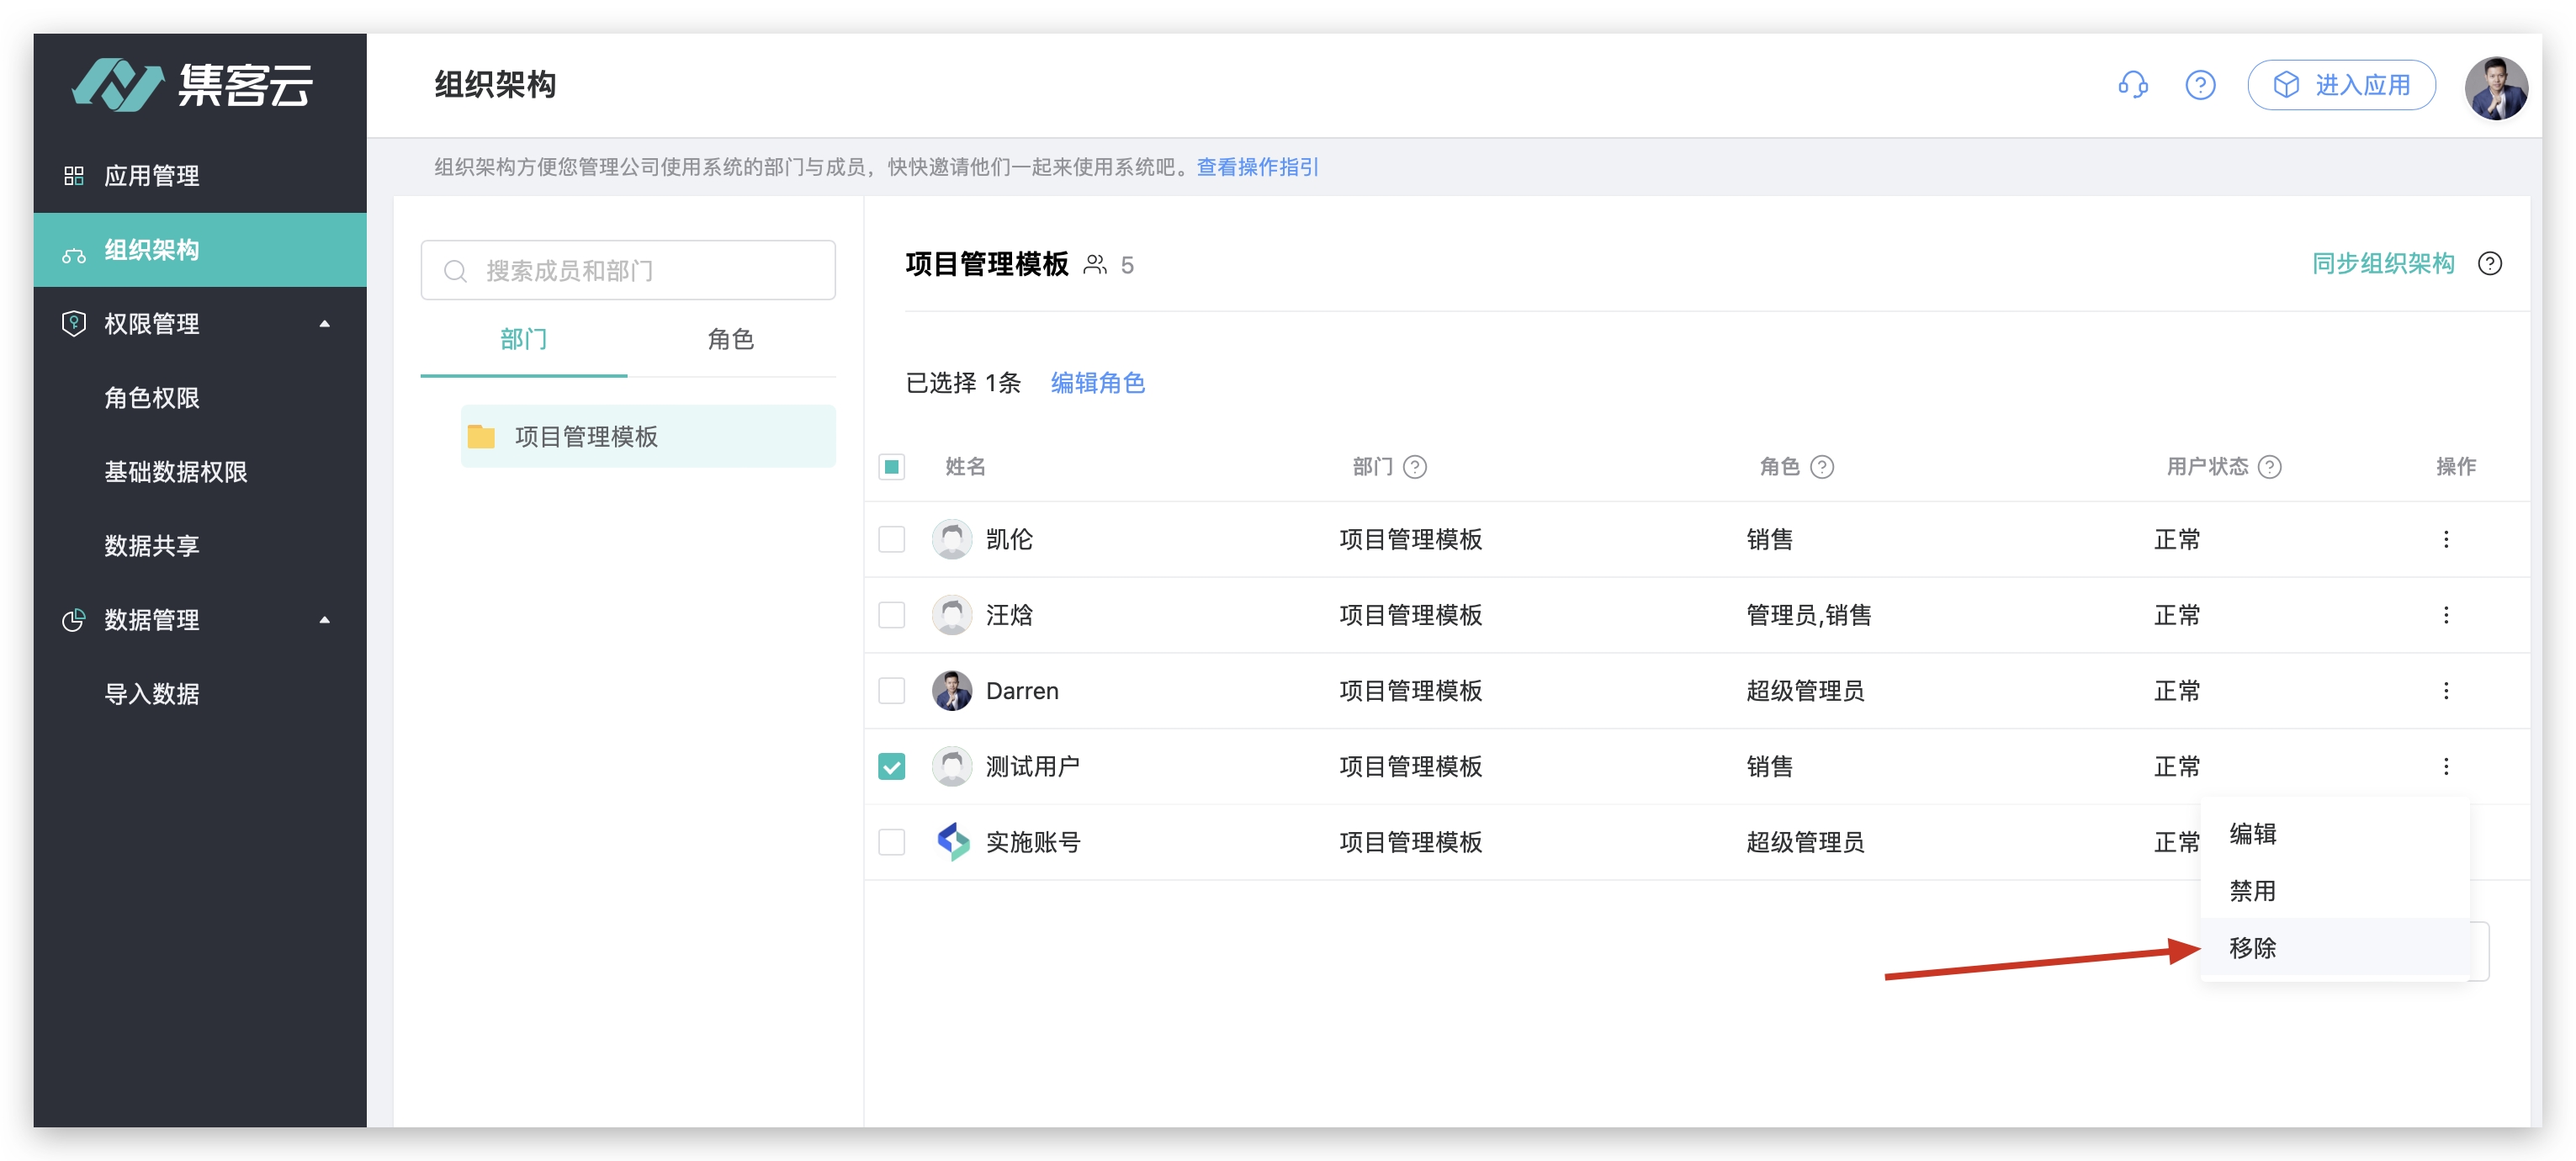 集客云
组织架构
进入应用
应用管理
组织架构
权限管理
角色权限
基础数据权限
数据共享
数据管理
导入数据
组织架构方便您管理公司使用系统的部门与成员，快快邀请他们一起来使用系统吧。查看操作指引
搜索成员和部门
部门 角色
项目管理模板
项目管理模板 5
同步组织架构
已选择 1条 编辑角色
姓名 部门 角色 用户状态 操作
凯伦 项目管理模板 销售 正常
汪焓 项目管理模板 管理员,销售 正常
Darren 项目管理模板 超级管理员 正常
测试用户 项目管理模板 销售 正常
实施账号 项目管理模板 超级管理员 正常
编辑
禁用
移除